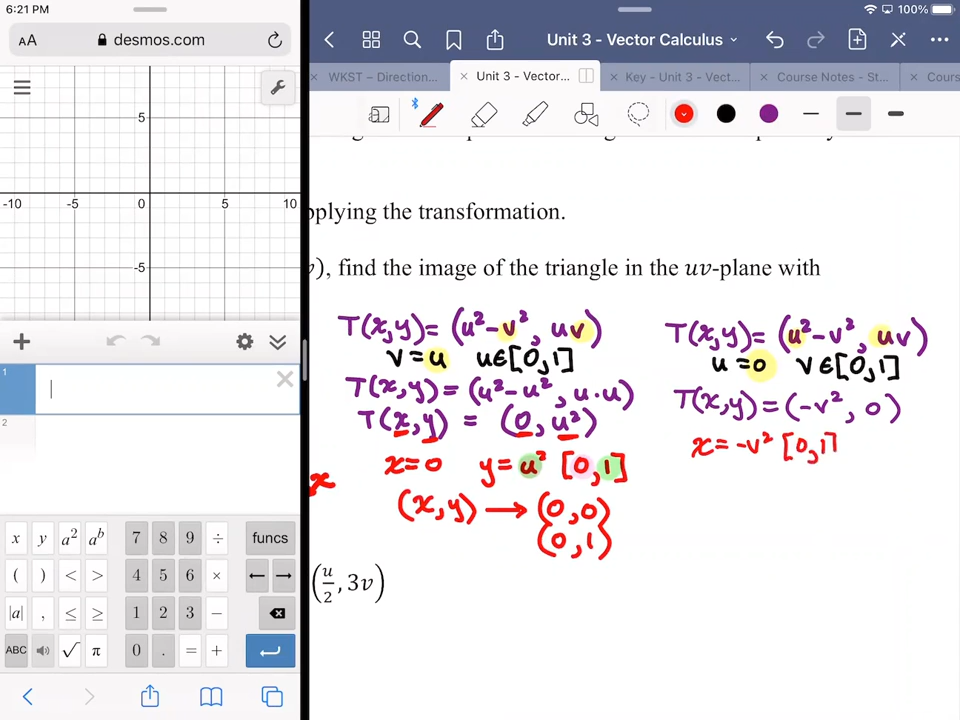 6:21 PM
100%
AA desmos.com
Unit 3 - Vector Calculus
WKST – Direction...
Unit 3 - Vector...
Key - Unit 3 - Vect...
Course Notes - St...
Cours
5
-10 -5 0 5 10
-5
1
2
x y a² aᵇ 7 8 9 ÷ funcs
( ) < > 4 5 6 × ← →
|a| , ≤ ≥ 1 2 3 −
ABC √ π 0 . = +
pplying the transformation.
v), find the image of the triangle in the uv-plane with
T(x,y) = (u²-v², uv)
v = u u∈[0,1]
T(x,y) = (u²-u², u·u)
T(x,y) = (0, u²)
x=0 y=u² [0,1]
x
(x,y) → (0,0)
(0,1)
T(x,y) = (u²-v², uv)
u = 0 v∈[0,1]
T(x,y) = (-v², 0)
x = -v² [0,1]
(u/2, 3v)